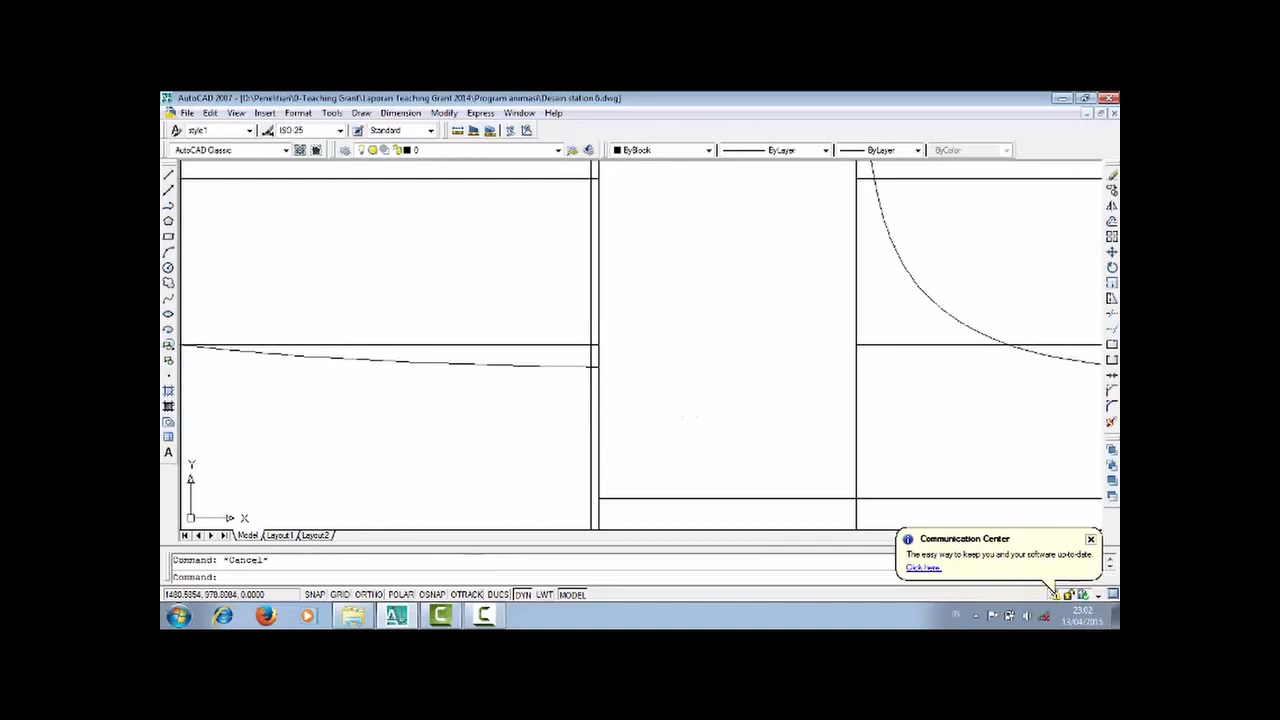 AutoCAD 2007 - [D:\Penelitian\0-Teaching Grant\Laporan Teaching Grant 2014\Program animasi\Desain station 6.dwg]
File Edit View Insert Format Tools Draw Dimension Modify Express Window Help
style1 ISO-25 Standard
AutoCAD Classic 0 ByBlock ByLayer ByLayer ByColor
A
Y
X
Model Layout1 Layout2
Communication Center
The easy way to keep you and your software up-to-date.
Click here.
Command: *Cancel*
Command:
1480.5354, 978.8084, 0.0000 SNAP GRID ORTHO POLAR OSNAP OTRACK DUCS DYN LWT MODEL
IN 23:02
13/04/2015